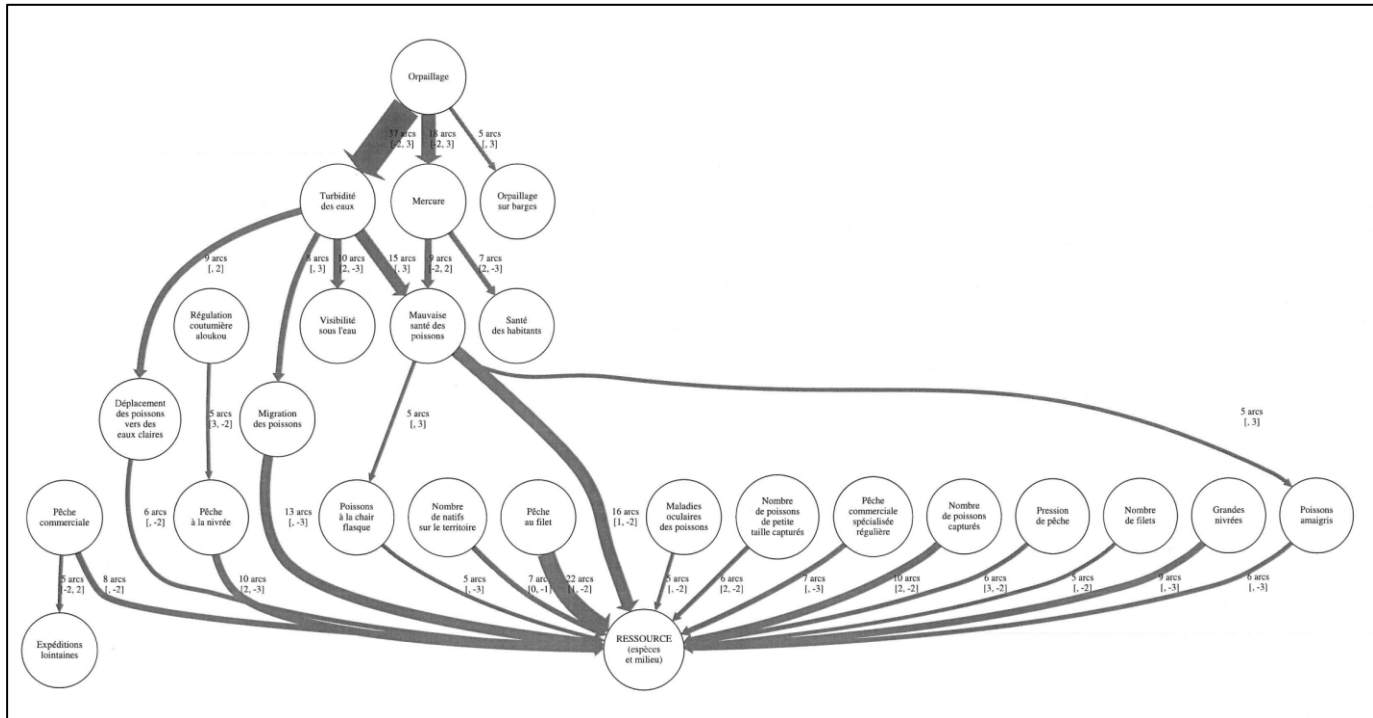 Orpaillage
37 arcs
[-2, 3]
18 arcs
[-2, 3]
5 arcs
[, 3]
Turbidité
des eaux
Mercure
Orpaillage
sur barges
9 arcs
[, 2]
8 arcs
[, 3]
10 arcs
[2, -3]
15 arcs
[, 3]
9 arcs
[-2, 2]
7 arcs
[2, -3]
Régulation
coutumière
aloukou
Visibilité
sous l'eau
Mauvaise
santé des
poissons
Santé
des habitants
Déplacement
des poissons
vers des
eaux claires
5 arcs
[3, -2]
Migration
des poissons
5 arcs
[, 3]
5 arcs
[, 3]
Pêche
commerciale
6 arcs
[, -2]
Pêche
à la nivrée
13 arcs
[, -3]
Poissons
à la chair
flasque
Nombre
de natifs
sur le territoire
Pêche
au filet
16 arcs
[1, -2]
Maladies
oculaires
des poissons
Nombre
de poissons
de petite
taille capturés
Pêche
commerciale
spécialisée
régulière
Nombre
de poissons
capturés
Pression
de pêche
Nombre
de filets
Grandes
nivrées
Poissons
amaigris
5 arcs
[-2, 2]
8 arcs
[, -2]
10 arcs
[2, -3]
5 arcs
[, -3]
7 arcs
[0, -1]
22 arcs
[1, -2]
5 arcs
[, -2]
6 arcs
[2, -2]
7 arcs
[, -3]
10 arcs
[2, -2]
6 arcs
[3, -2]
5 arcs
[, -2]
9 arcs
[, -3]
6 arcs
[, -3]
Expéditions
lointaines
RESSOURCE
(espèces
et milieu)